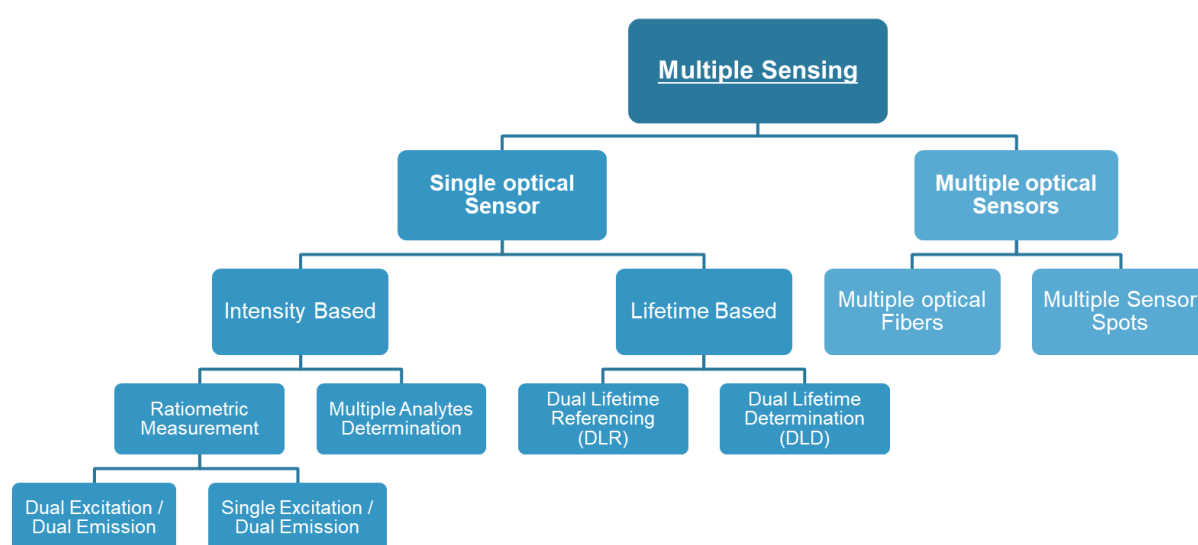 Multiple Sensing
Single optical
Sensor
Multiple optical
Sensors
Intensity Based
Lifetime Based
Multiple optical
Fibers
Multiple Sensor
Spots
Ratiometric
Measurement
Multiple Analytes
Determination
Dual Lifetime
Referencing
(DLR)
Dual Lifetime
Determination
(DLD)
Dual Excitation /
Dual Emission
Single Excitation /
Dual Emission